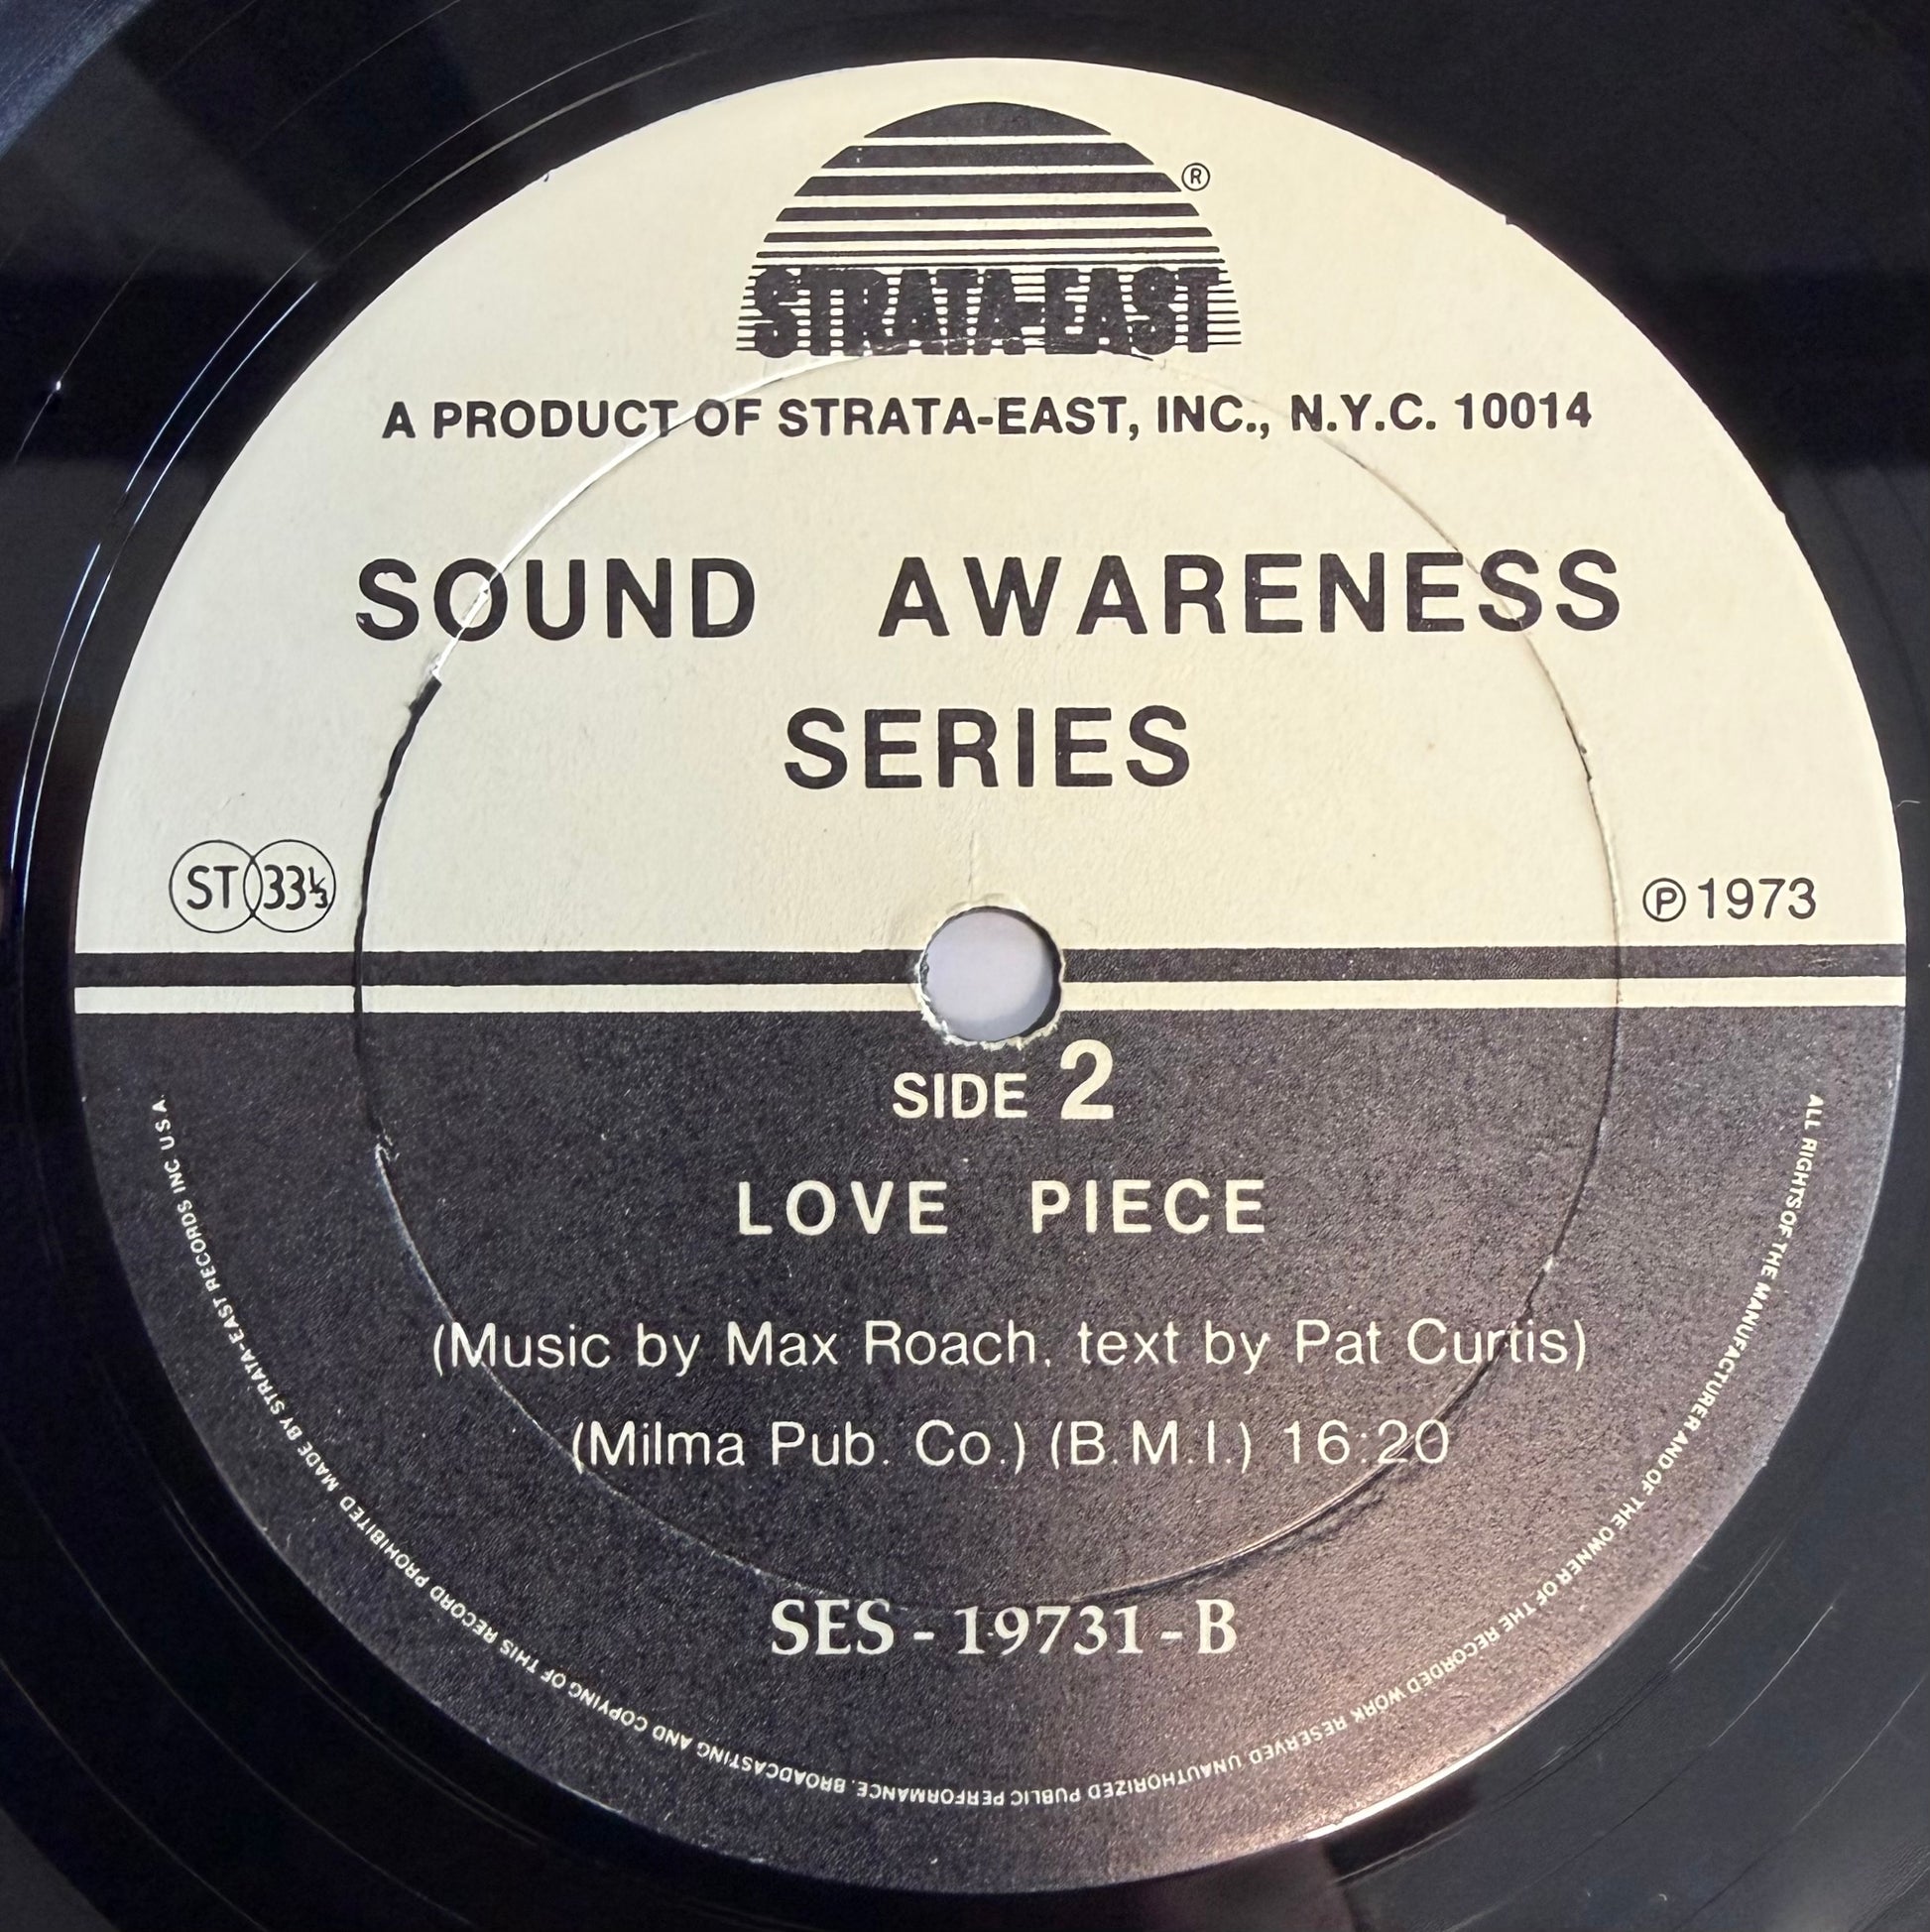 ®
STRATA-EAST
A PRODUCT OF STRATA-EAST, INC., N.Y.C. 10014
SOUND AWARENESS
SERIES
ST 33⅓
Ⓟ1973
SIDE 2
LOVE PIECE
(Music by Max Roach, text by Pat Curtis)
(Milma Pub. Co.) (B.M.I.) 16:20
SES - 19731 - B
ALL RIGHTS OF THE MANUFACTURER AND OF THE OWNER OF THE RECORDED WORK RESERVED UNAUTHORIZED PUBLIC PERFORMANCE, BROADCASTING AND COPYING OF THIS RECORD PROHIBITED MADE BY STRATA-EAST RECORDS INC U.S.A.